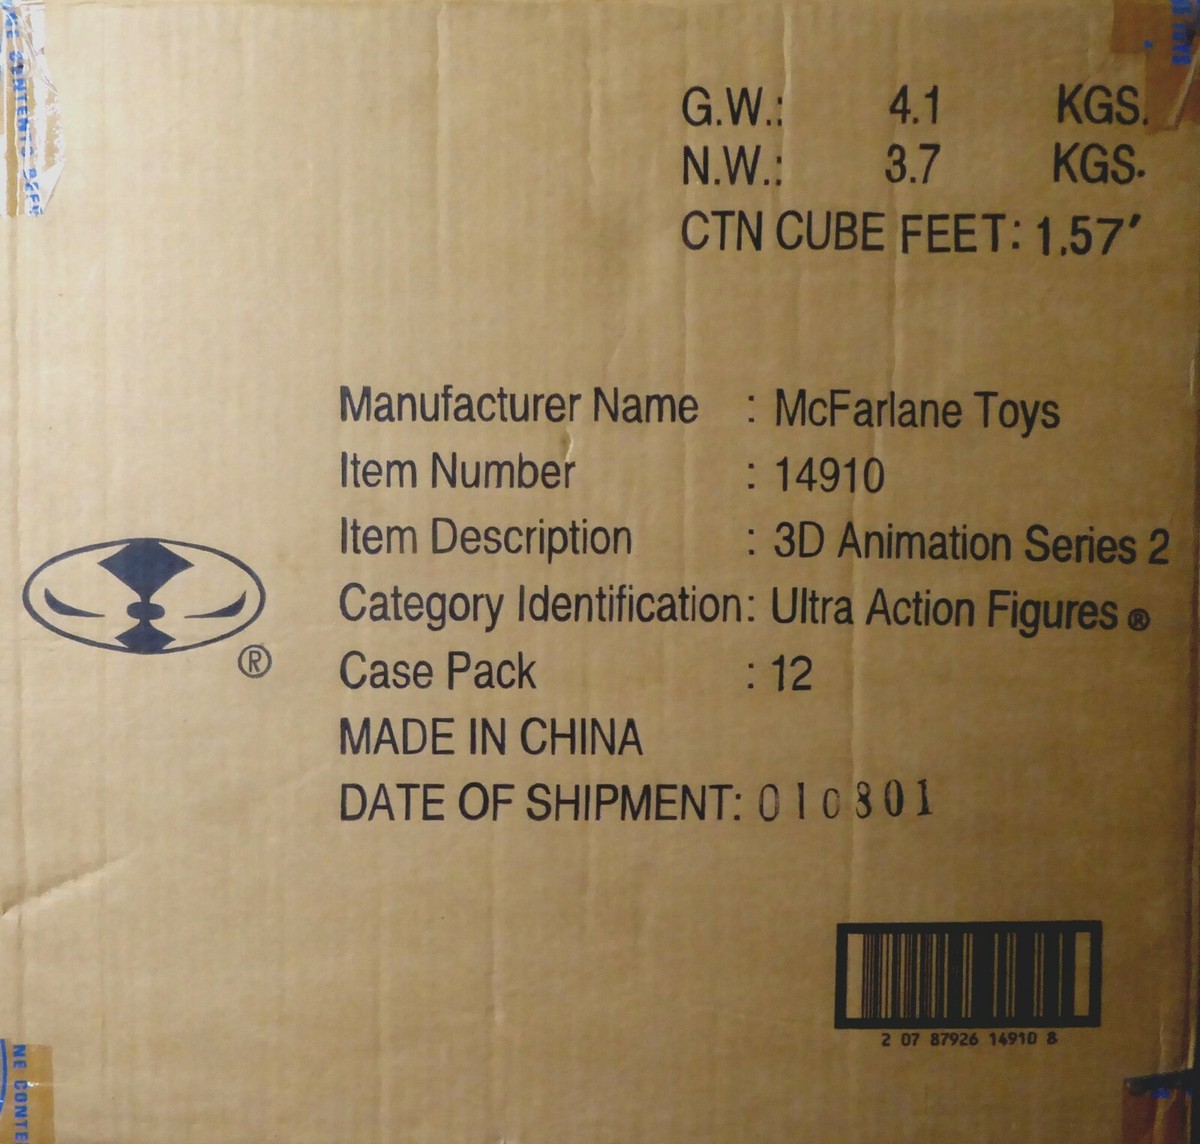 G.W.: 4.1 KGS.
N.W.: 3.7 KGS.
CTN CUBE FEET: 1.57'
Manufacturer Name : McFarlane Toys
Item Number : 14910
Item Description : 3D Animation Series 2
Category Identification: Ultra Action Figures®
Case Pack : 12
MADE IN CHINA
DATE OF SHIPMENT: 010801
®
2 07 87926 14910 8
NE CONTE